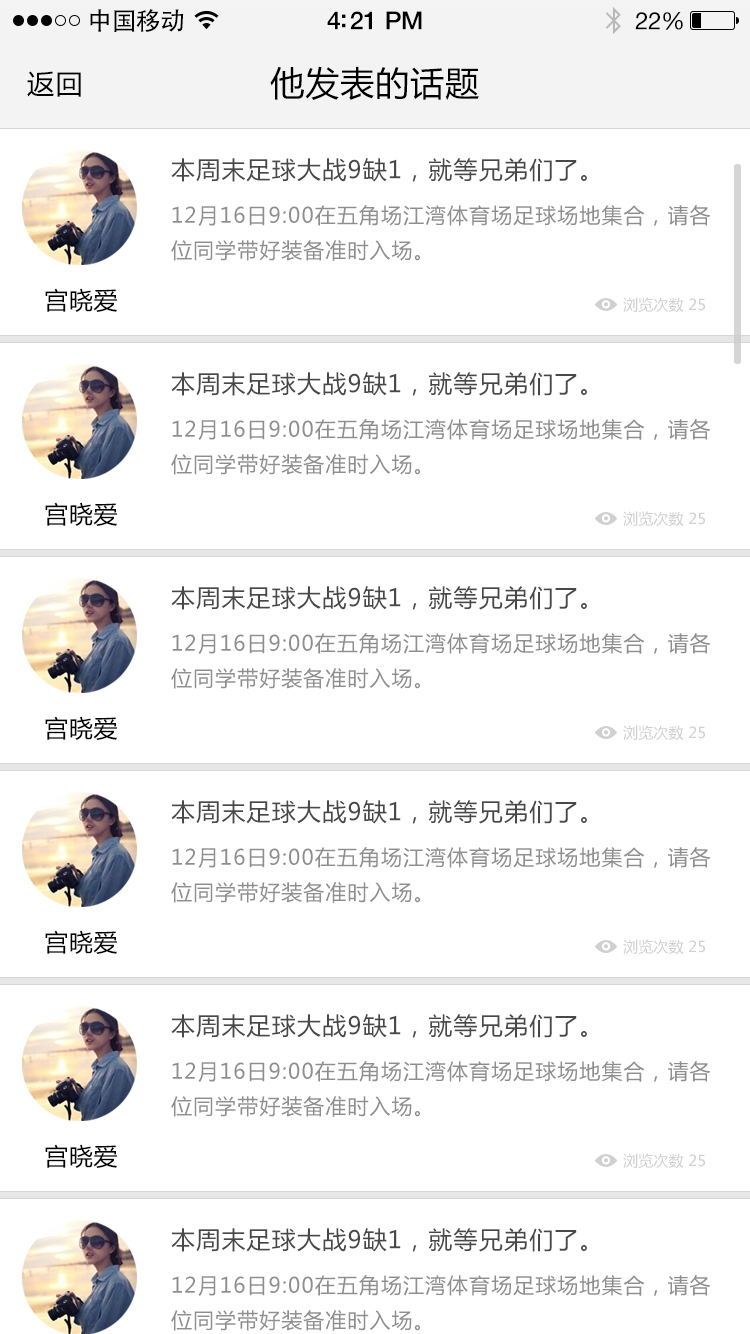 中国移动 4:21 PM 22%
返回 他发表的话题
本周末足球大战9缺1，就等兄弟们了。
12月16日9:00在五角场江湾体育场足球场地集合，请各
位同学带好装备准时入场。
宫晓爱
浏览次数 25
本周末足球大战9缺1，就等兄弟们了。
12月16日9:00在五角场江湾体育场足球场地集合，请各
位同学带好装备准时入场。
宫晓爱
浏览次数 25
本周末足球大战9缺1，就等兄弟们了。
12月16日9:00在五角场江湾体育场足球场地集合，请各
位同学带好装备准时入场。
宫晓爱
浏览次数 25
本周末足球大战9缺1，就等兄弟们了。
12月16日9:00在五角场江湾体育场足球场地集合，请各
位同学带好装备准时入场。
宫晓爱
浏览次数 25
本周末足球大战9缺1，就等兄弟们了。
12月16日9:00在五角场江湾体育场足球场地集合，请各
位同学带好装备准时入场。
宫晓爱
浏览次数 25
本周末足球大战9缺1，就等兄弟们了。
12月16日9:00在五角场江湾体育场足球场地集合，请各
位同学带好装备准时入场。